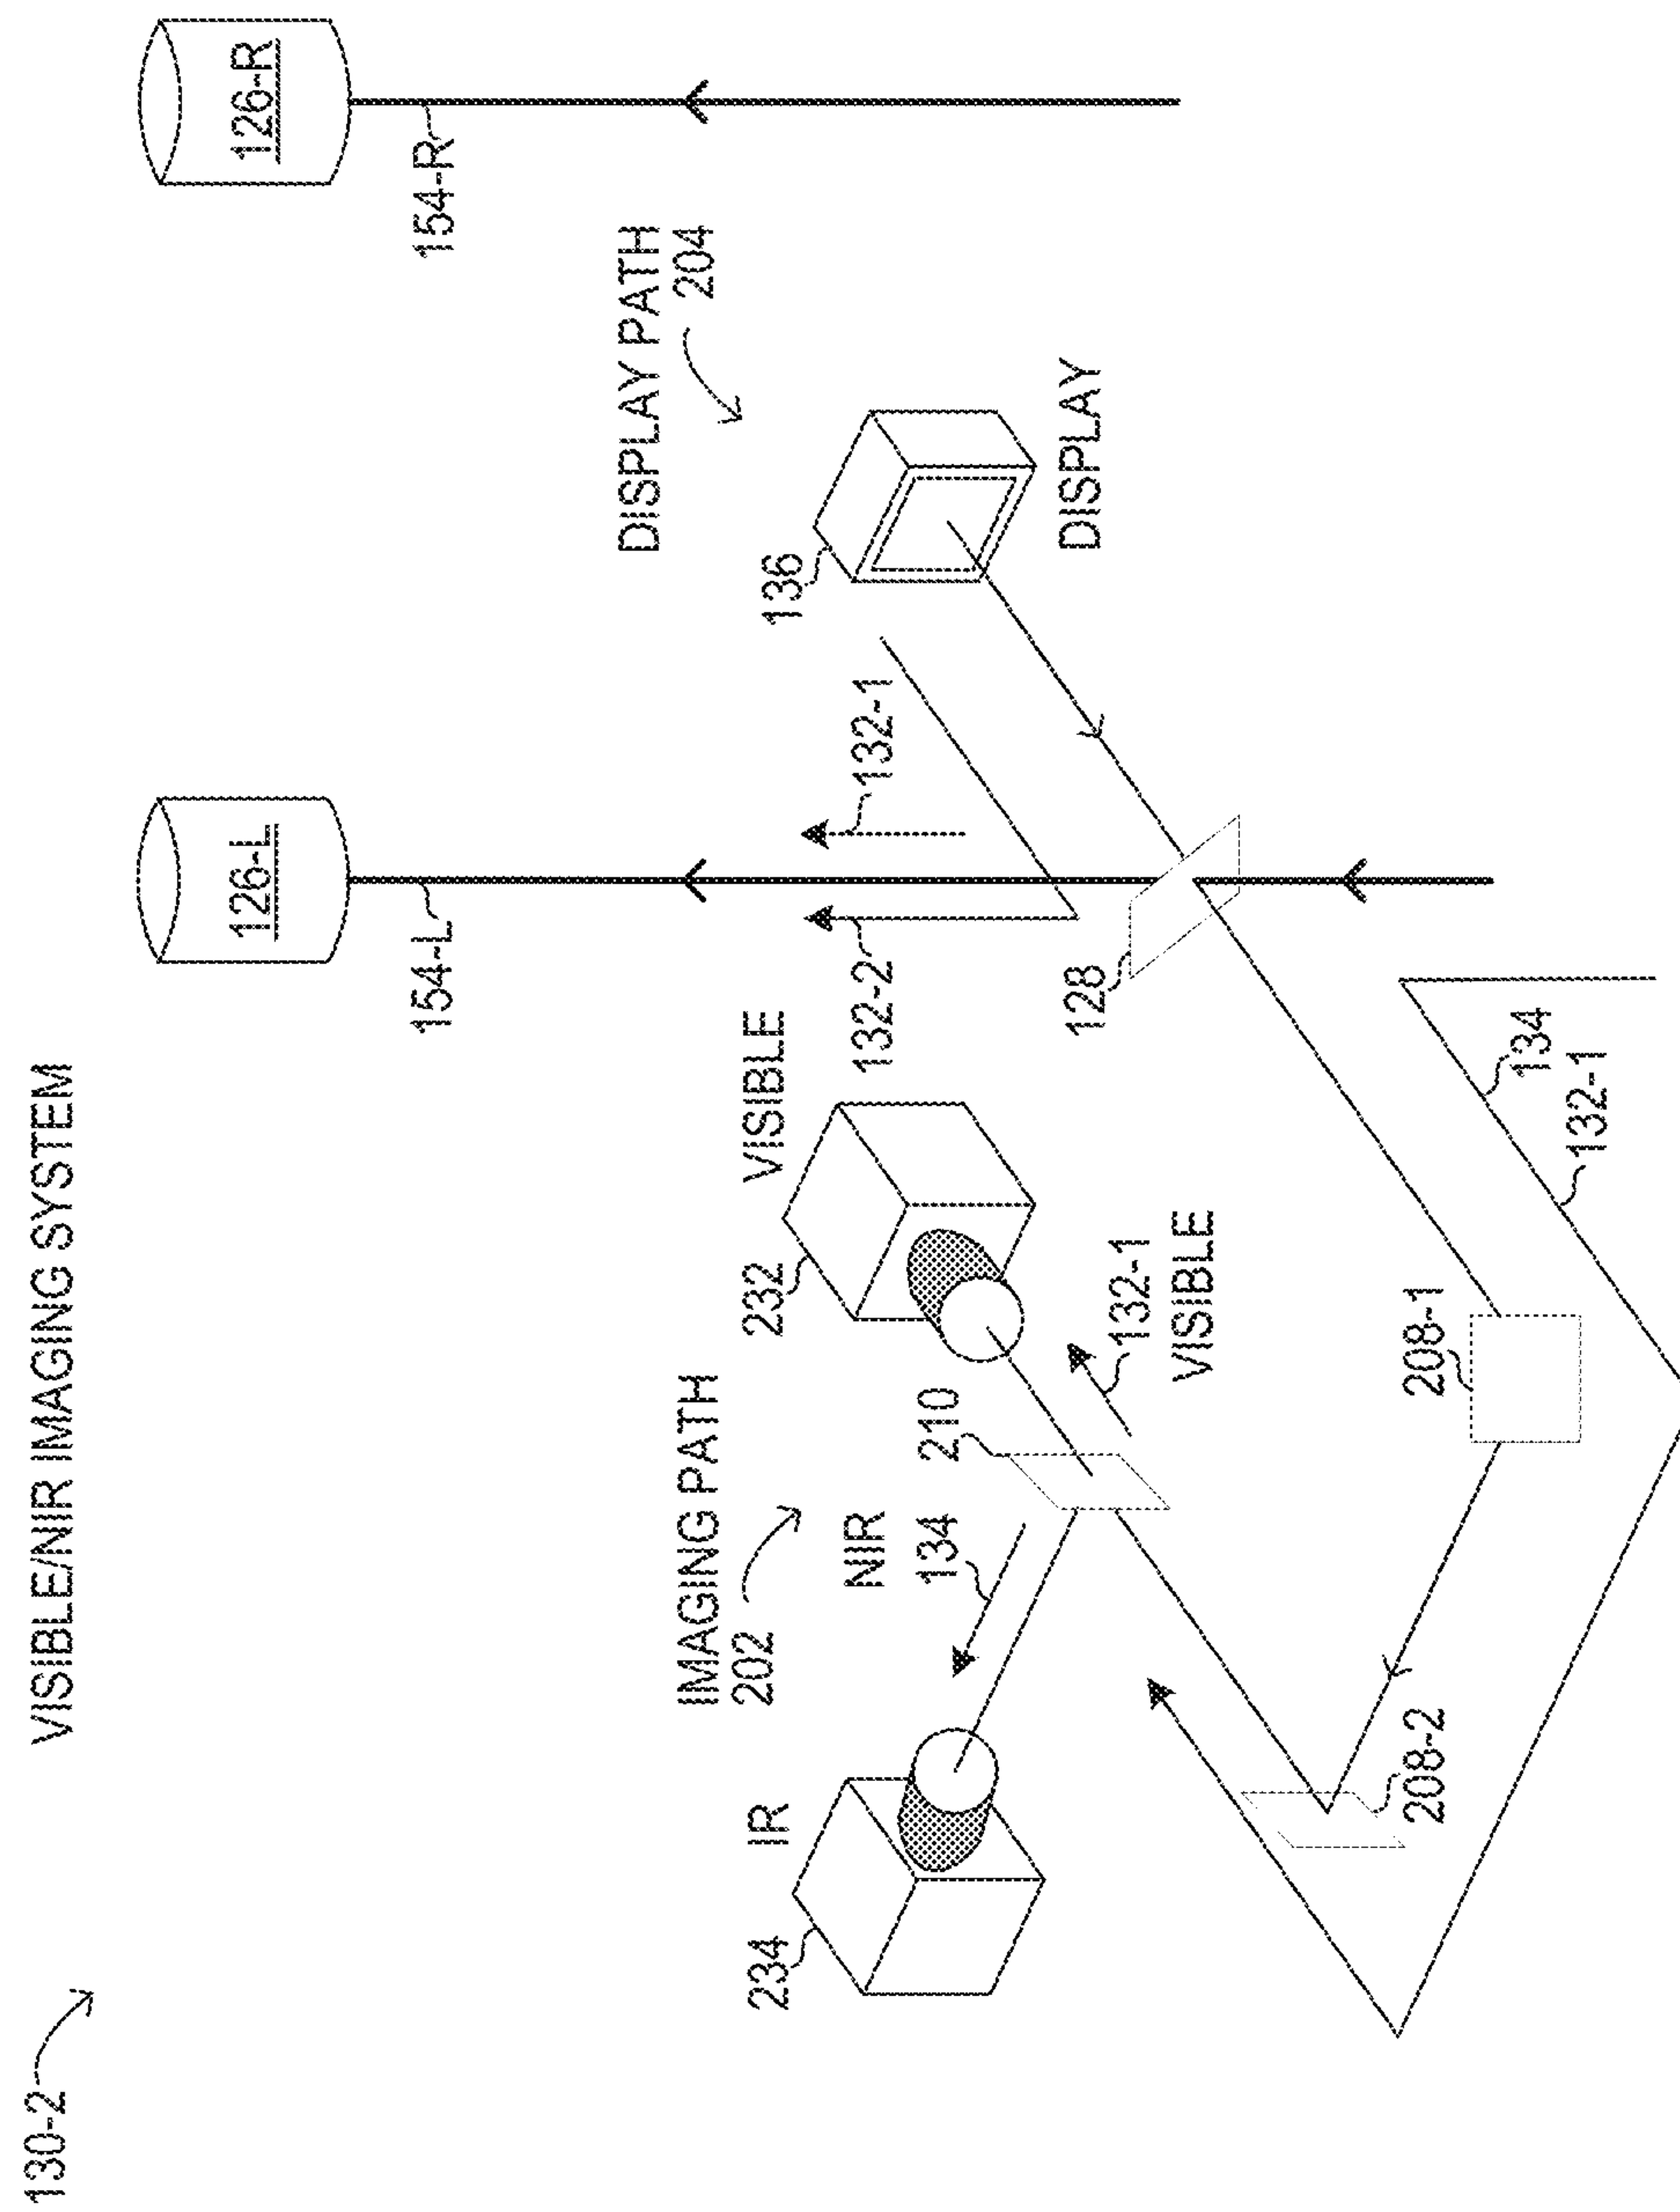 130-2
VISIBLE/NIR IMAGING SYSTEM
126-L
126-R
154-L
154-R
DISPLAY PATH
204
IMAGING PATH
202
234
IR
232
VISIBLE
132-2
132-1
136
DISPLAY
NIR
134
210
132-1
VISIBLE
128
208-2
208-1
134
132-1